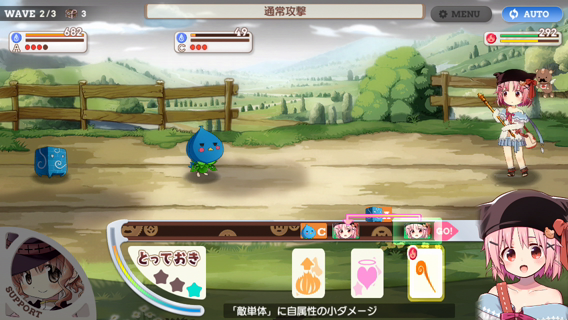 WAVE 2/3 3
通常攻撃
MENU
AUTO
682
A
49
C
292
C
GO!
とっておき
SUPPORT
「敵単体」に自属性の小ダメージ